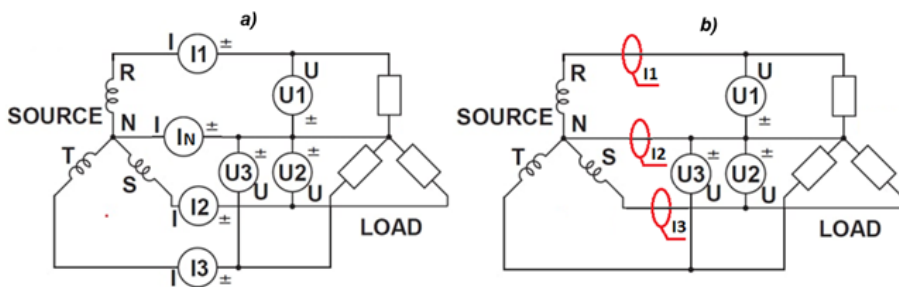 a)
I I1 ±
U
R
U1
±
SOURCE
N I IN ±
T
S
U3 ±
U
U2 ±
U
I I2 ±
LOAD
I3
I ±
b)
I1
U
R
U1
±
SOURCE
N
I2
T
S
U3 ±
U
U2 ±
U
I3
LOAD